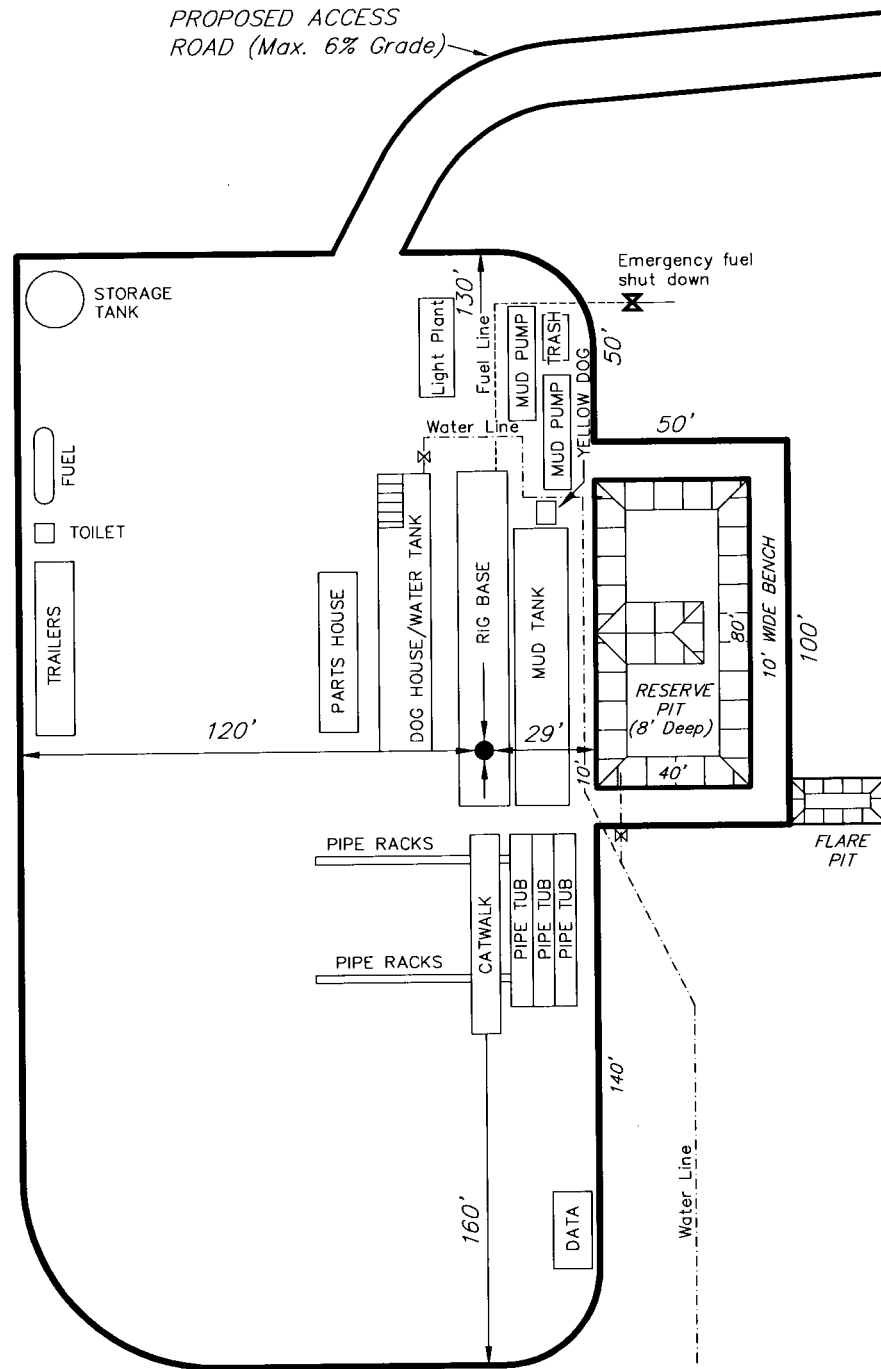 PROPOSED ACCESS
ROAD (Max. 6% Grade)
STORAGE
TANK
Light Plant
130'
Fuel Line
MUD PUMP
TRASH
MUD PUMP
YELLOW DOG
50'
Emergency fuel
shut down
50'
Water Line
FUEL
TOILET
TRAILERS
PARTS HOUSE
DOG HOUSE/WATER TANK
RIG BASE
MUD TANK
RESERVE
PIT
(8' Deep)
80'
10' WIDE BENCH
100'
120'
29'
10'
40'
FLARE
PIT
PIPE RACKS
CATWALK
PIPE TUB
PIPE TUB
PIPE TUB
PIPE RACKS
140'
Water Line
160'
DATA